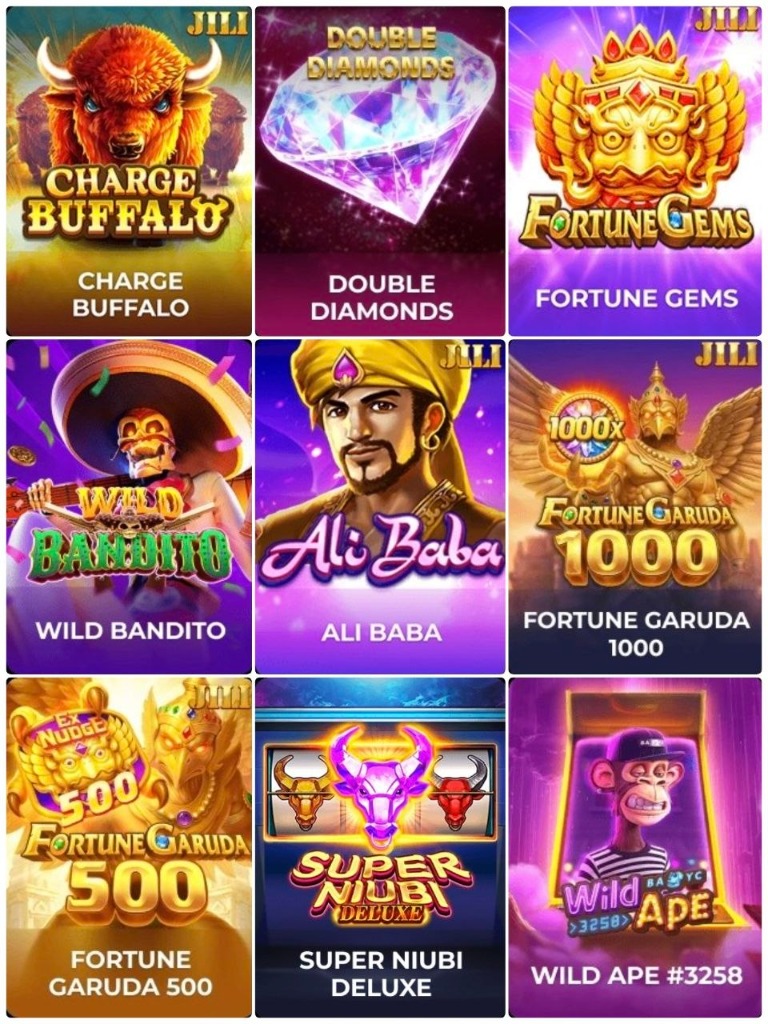 JILI
CHARGE
BUFFALO
CHARGE
BUFFALO
DOUBLE
DIAMONDS
DOUBLE
DIAMONDS
JILI
FORTUNE GEMS
FORTUNE GEMS
WILD
BANDITO
WILD BANDITO
JILI
Ali Baba
ALI BABA
JILI
1000X
FORTUNE GARUDA
1000
FORTUNE GARUDA
1000
JILI
EX
NUDGE
500
FORTUNE GARUDA
500
FORTUNE
GARUDA 500
SUPER
NIUBI
DELUXE
SUPER NIUBI
DELUXE
BAYC
Wild
>3258>
APE
WILD APE #3258